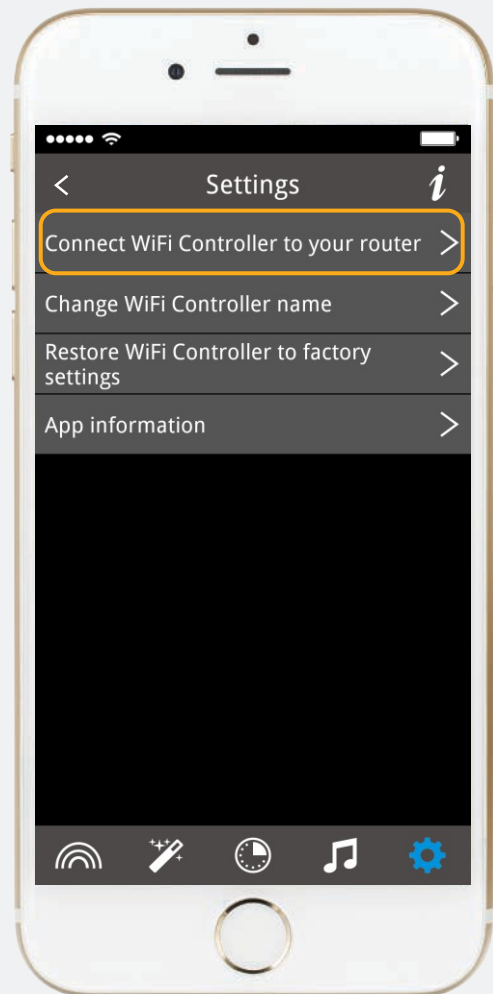 Settings
i
Connect WiFi Controller to your router
Change WiFi Controller name
Restore WiFi Controller to factory
settings
App information